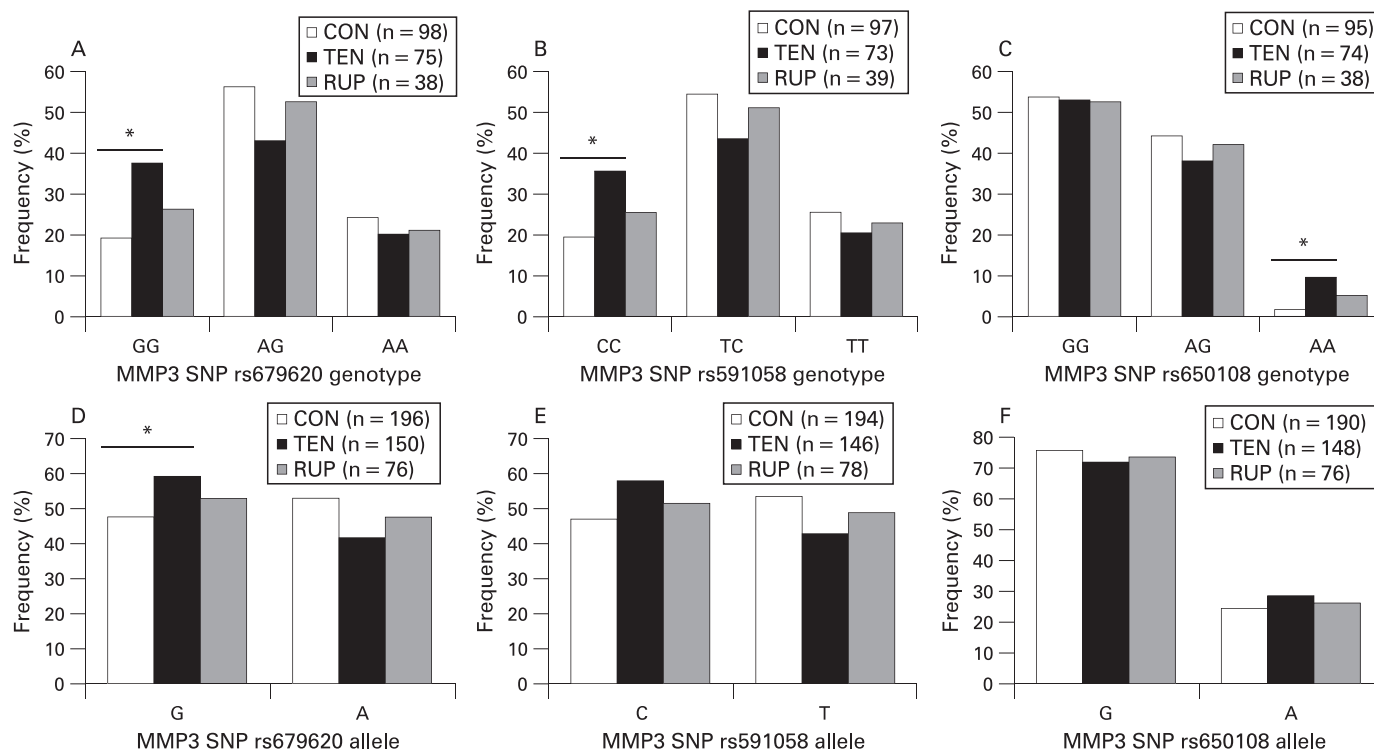 A
CON (n = 98)
TEN (n = 75)
RUP (n = 38)
Frequency (%)
60
50
40
30
20
10
0
*
GG AG AA
MMP3 SNP rs679620 genotype
B
CON (n = 97)
TEN (n = 73)
RUP (n = 39)
Frequency (%)
60
50
40
30
20
10
0
*
CC TC TT
MMP3 SNP rs591058 genotype
C
CON (n = 95)
TEN (n = 74)
RUP (n = 38)
Frequency (%)
60
50
40
30
20
10
0
*
GG AG AA
MMP3 SNP rs650108 genotype
D
CON (n = 196)
TEN (n = 150)
RUP (n = 76)
Frequency (%)
70
60
50
40
30
20
10
0
*
G A
MMP3 SNP rs679620 allele
E
CON (n = 194)
TEN (n = 146)
RUP (n = 78)
Frequency (%)
70
60
50
40
30
20
10
0
C T
MMP3 SNP rs591058 allele
F
CON (n = 190)
TEN (n = 148)
RUP (n = 76)
Frequency (%)
80
70
60
50
40
30
20
10
0
G A
MMP3 SNP rs650108 allele